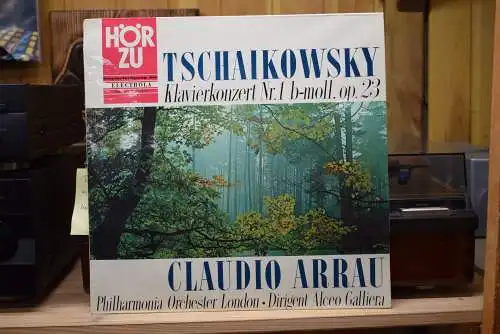 HÖR
ZU
ELECTROLA
TSCHAIKOWSKY
Klavierkonzert Nr.1 b-moll, op. 23
CLAUDIO ARRAU
Philharmonia Orchester London • Dirigent Alceo Galliera